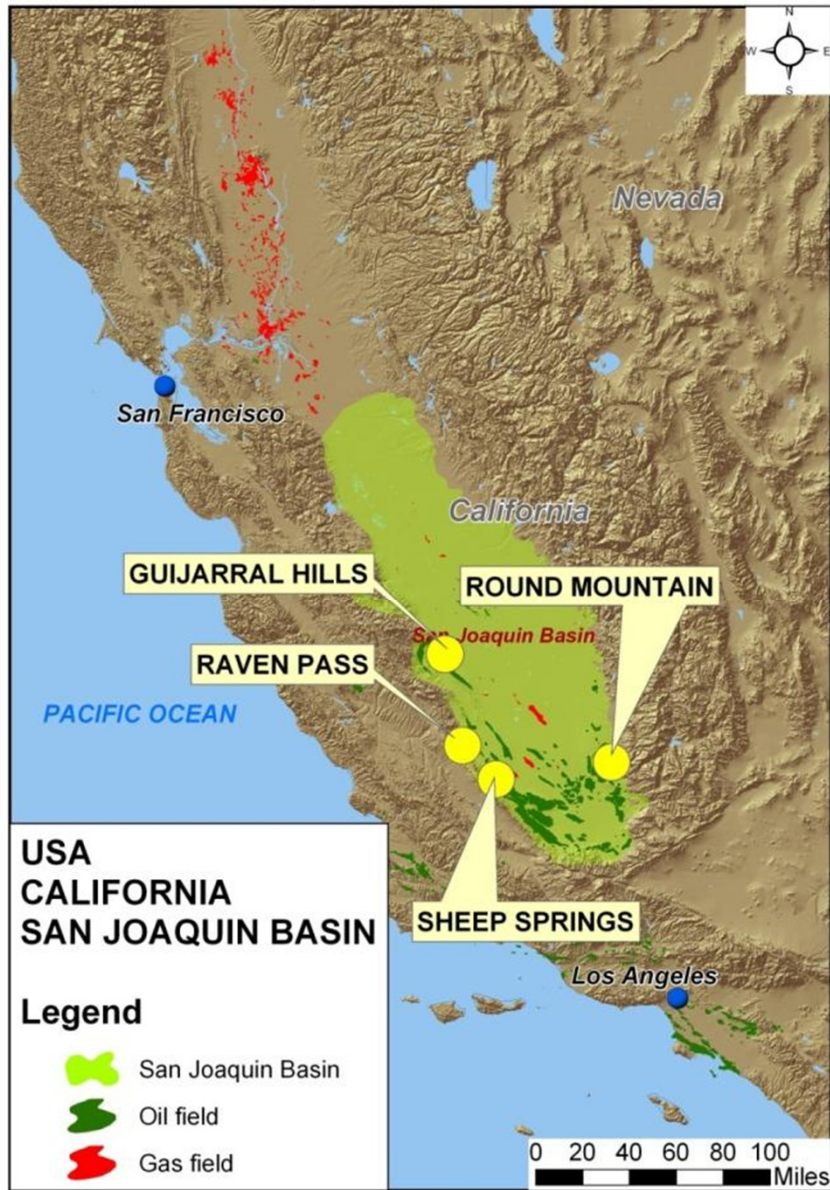 N
W E
S
Nevada
San Francisco
California
GUIJARRAL HILLS
ROUND MOUNTAIN
San Joaquin Basin
RAVEN PASS
PACIFIC OCEAN
SHEEP SPRINGS
Los Angeles
USA
CALIFORNIA
SAN JOAQUIN BASIN
Legend
San Joaquin Basin
Oil field
Gas field
0 20 40 60 80 100
Miles